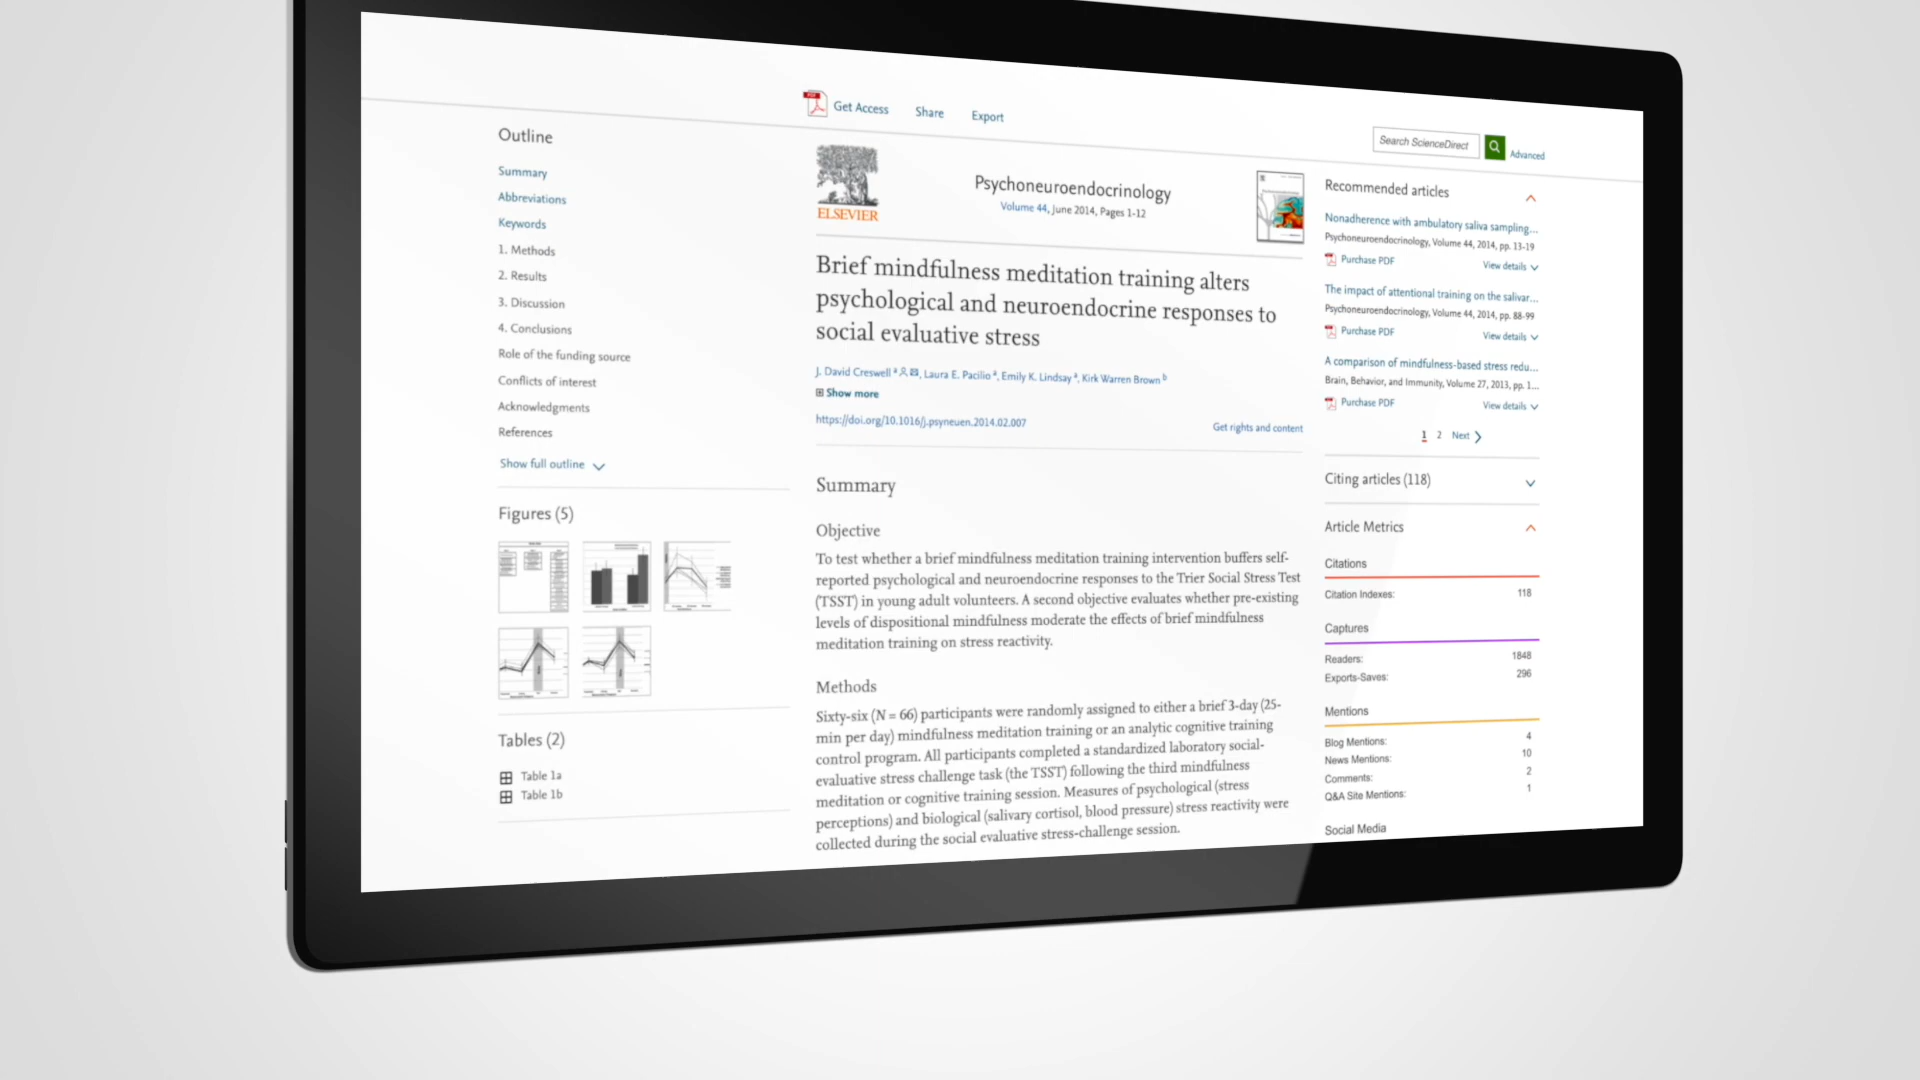 Get Access
Share
Export
Search ScienceDirect
Advanced
Outline
Summary
Abbreviations
Keywords
1. Methods
2. Results
3. Discussion
4. Conclusions
Role of the funding source
Conflicts of interest
Acknowledgments
References
Show full outline
Figures (5)
Tables (2)
Table 1a
Table 1b
ELSEVIER
Psychoneuroendocrinology
Volume 44, June 2014, Pages 1-12
Brief mindfulness meditation training alters
psychological and neuroendocrine responses to
social evaluative stress
J. David Creswell a, Laura E. Pacilio a, Emily K. Lindsay a, Kirk Warren Brown b
Show more
https://doi.org/10.1016/j.psyneuen.2014.02.007
Get rights and content
Summary
Objective
To test whether a brief mindfulness meditation training intervention buffers self-
reported psychological and neuroendocrine responses to the Trier Social Stress Test
(TSST) in young adult volunteers. A second objective evaluates whether pre-existing
levels of dispositional mindfulness moderate the effects of brief mindfulness
meditation training on stress reactivity.
Methods
Sixty-six (N = 66) participants were randomly assigned to either a brief 3-day (25-
min per day) mindfulness meditation training or an analytic cognitive training
control program. All participants completed a standardized laboratory social-
evaluative stress challenge task (the TSST) following the third mindfulness
meditation or cognitive training session. Measures of psychological (stress
perceptions) and biological (salivary cortisol, blood pressure) stress reactivity were
collected during the social evaluative stress-challenge session.
Recommended articles
Nonadherence with ambulatory saliva sampling...
Psychoneuroendocrinology, Volume 44, 2014, pp. 13-19
Purchase PDF
View details
The impact of attentional training on the salivar...
Psychoneuroendocrinology, Volume 44, 2014, pp. 88-99
Purchase PDF
View details
A comparison of mindfulness-based stress redu...
Brain, Behavior, and Immunity, Volume 27, 2013, pp. 1...
Purchase PDF
View details
1 2 Next
Citing articles (118)
Article Metrics
Citations
Citation Indexes: 118
Captures
Readers: 1848
Exports-Saves: 296
Mentions
Blog Mentions: 4
News Mentions: 10
Comments: 2
Q&A Site Mentions: 1
Social Media